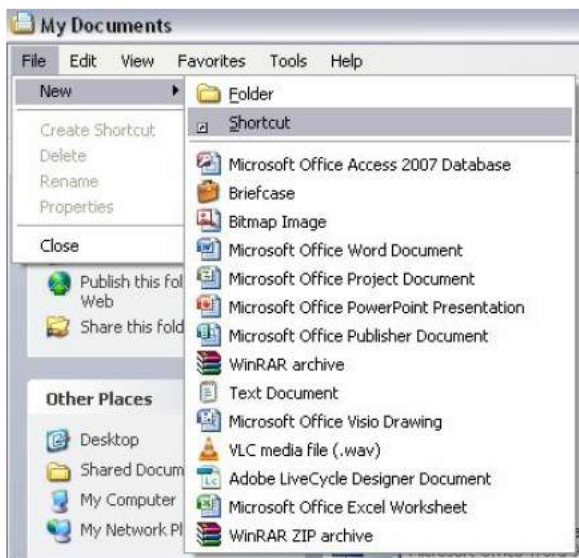 My Documents
File Edit View Favorites Tools Help
New
Create Shortcut
Delete
Rename
Properties
Close
Folder
Shortcut
Microsoft Office Access 2007 Database
Briefcase
Bitmap Image
Microsoft Office Word Document
Microsoft Office Project Document
Microsoft Office PowerPoint Presentation
Microsoft Office Publisher Document
WinRAR archive
Text Document
Microsoft Office Visio Drawing
VLC media file (.wav)
Adobe LiveCycle Designer Document
Microsoft Office Excel Worksheet
WinRAR ZIP archive
Publish this fol
Web
Share this fold
Other Places
Desktop
Shared Docum
My Computer
My Network Pl